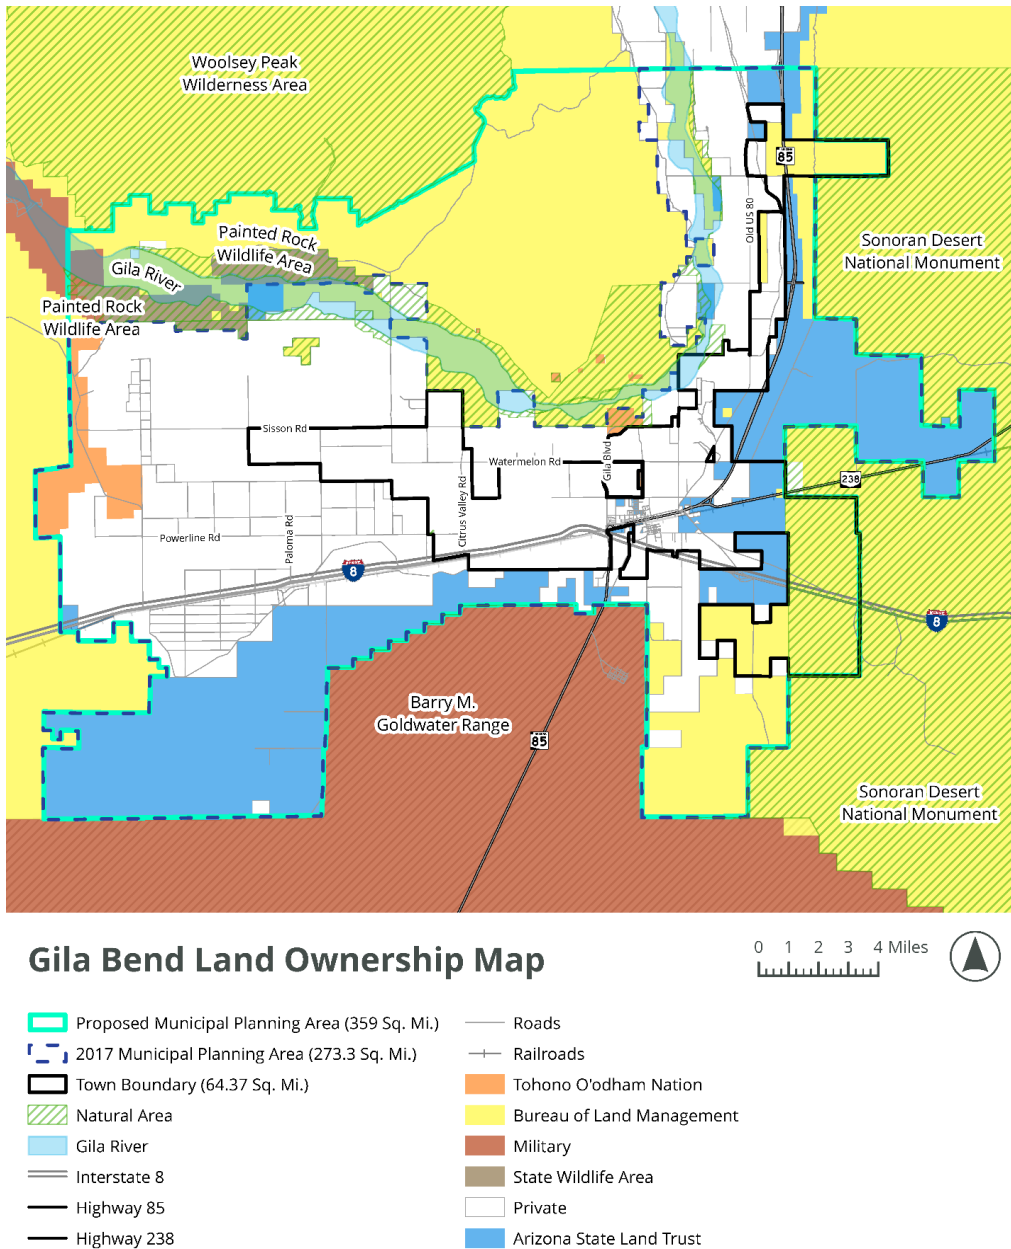 Woolsey Peak
Wilderness Area
85
Old US 80
Painted Rock
Wildlife Area
Sonoran Desert
National Monument
Gila River
Painted Rock
Wildlife Area
Sisson Rd
Watermelon Rd
Gila Blvd
238
Citrus Valley Rd
Paloma Rd
Powerline Rd
8
8
Barry M.
Goldwater Range
85
Sonoran Desert
National Monument
Gila Bend Land Ownership Map
0 1 2 3 4 Miles
Proposed Municipal Planning Area (359 Sq. Mi.)
2017 Municipal Planning Area (273.3 Sq. Mi.)
Town Boundary (64.37 Sq. Mi.)
Natural Area
Gila River
Interstate 8
Highway 85
Highway 238
Roads
Railroads
Tohono O'odham Nation
Bureau of Land Management
Military
State Wildlife Area
Private
Arizona State Land Trust